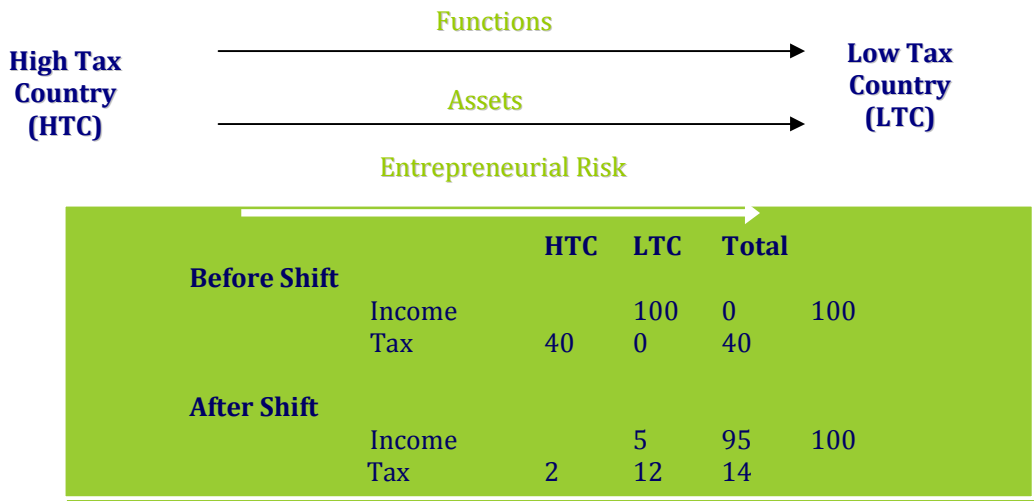 Functions
High Tax
Country
(HTC)
Low Tax
Country
(LTC)
Assets
Entrepreneurial Risk
HTC LTC Total
Before Shift
Income 100 0 100
Tax 40 0 40
After Shift
Income 5 95 100
Tax 2 12 14